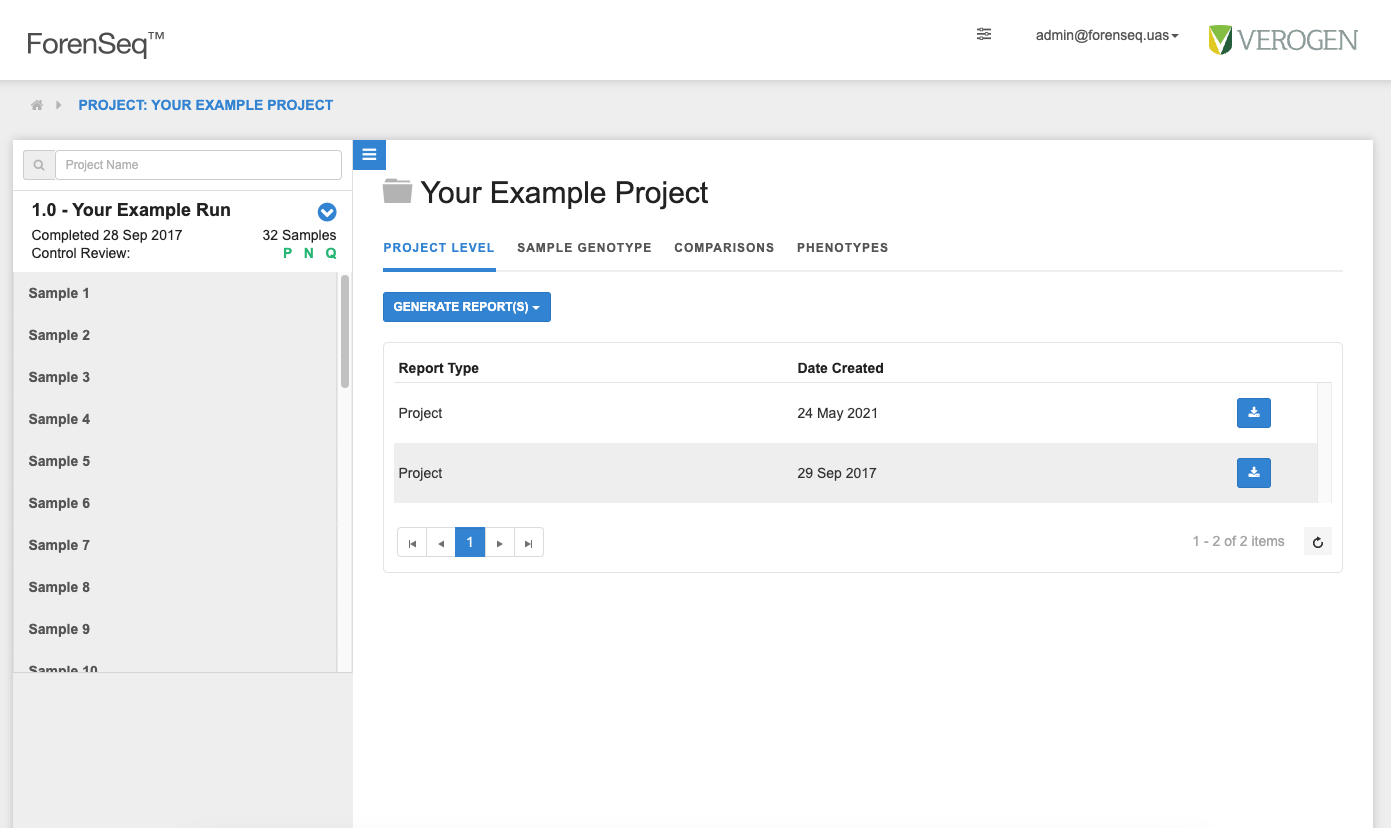 ForenSeq™
admin@forenseq.uas
VEROGEN
PROJECT: YOUR EXAMPLE PROJECT
Project Name
1.0 - Your Example Run
Completed 28 Sep 2017 32 Samples
Control Review: P N Q
Sample 1
Sample 2
Sample 3
Sample 4
Sample 5
Sample 6
Sample 7
Sample 8
Sample 9
Sample 10
Your Example Project
PROJECT LEVEL SAMPLE GENOTYPE COMPARISONS PHENOTYPES
GENERATE REPORT(S)
Report Type Date Created
Project 24 May 2021
Project 29 Sep 2017
1
1 - 2 of 2 items